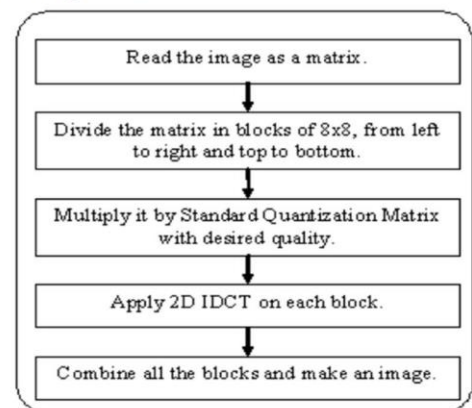 Read the image as a matrix.
Divide the matrix in blocks of 8x8, from left
to right and top to bottom.
Multiply it by Standard Quantization Matrix
with desired quality.
Apply 2D IDCT on each block.
Combine all the blocks and make an image.